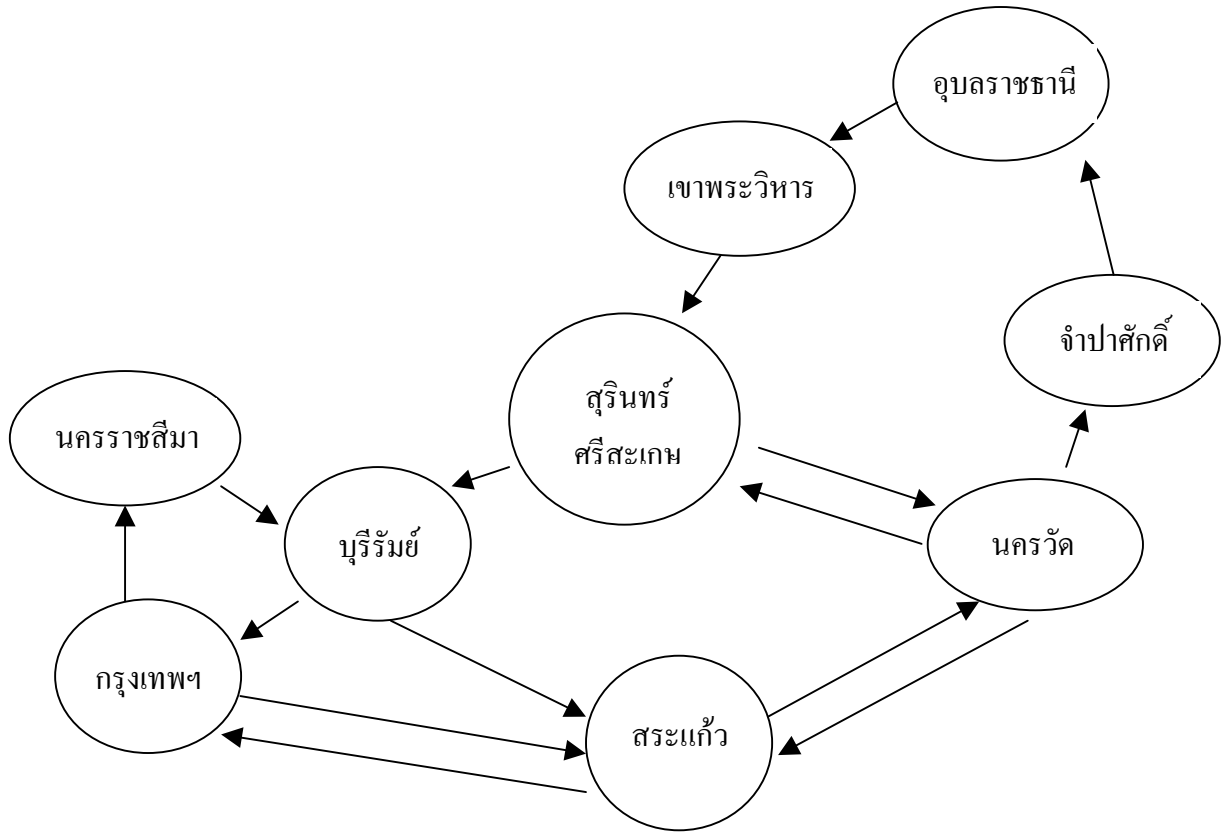 อุบลราชธานี
เขาพระวิหาร
จำปาศักดิ์
สุรินทร์
ศรีสะเกษ
นครราชสีมา
บุรีรัมย์
นครวัด
กรุงเทพฯ
สระแก้ว